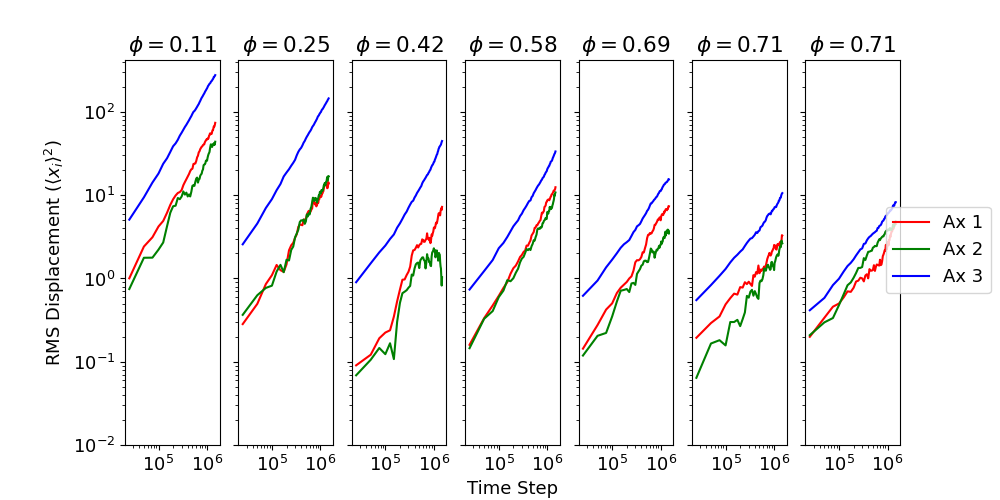 ϕ = 0.11 ϕ = 0.25 ϕ = 0.42 ϕ = 0.58 ϕ = 0.69 ϕ = 0.71 ϕ = 0.71
RMS Displacement (⟨x_i⟩²)
10²
10¹
10⁰
10⁻¹
10⁻²
Ax 1
Ax 2
Ax 3
10⁵ 10⁶ 10⁵ 10⁶ 10⁵ 10⁶ 10⁵ 10⁶ 10⁵ 10⁶ 10⁵ 10⁶ 10⁵ 10⁶
Time Step